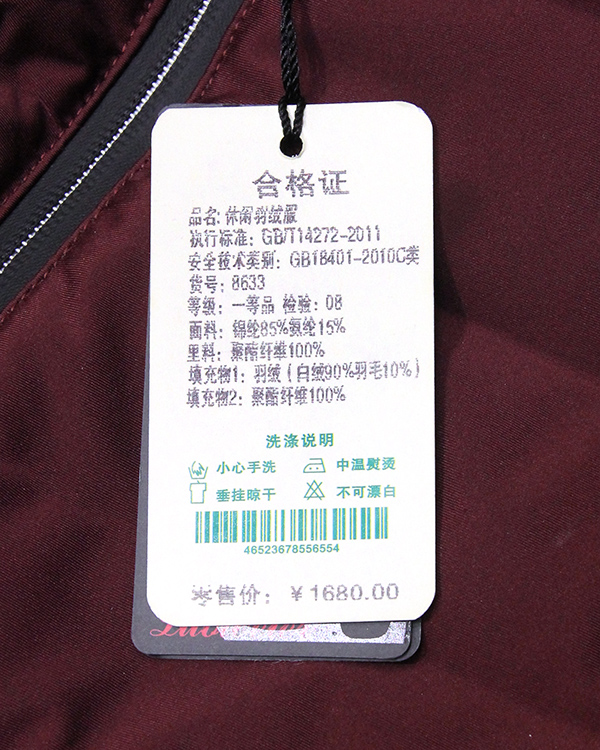 合格证
品名: 休闲羽绒服
执行标准: GB/T14272-2011
安全技术类别: GB18401-2010C类
货号: 8633
等级: 一等品 检验: 08
面料: 锦纶85%氨纶15%
里料: 聚酯纤维100%
填充物1: 羽绒（白绒90%羽毛10%）
填充物2: 聚酯纤维100%
洗涤说明
小心手洗 中温熨烫
垂挂晾干 不可漂白
46523678556554
零售价: ￥1680.00